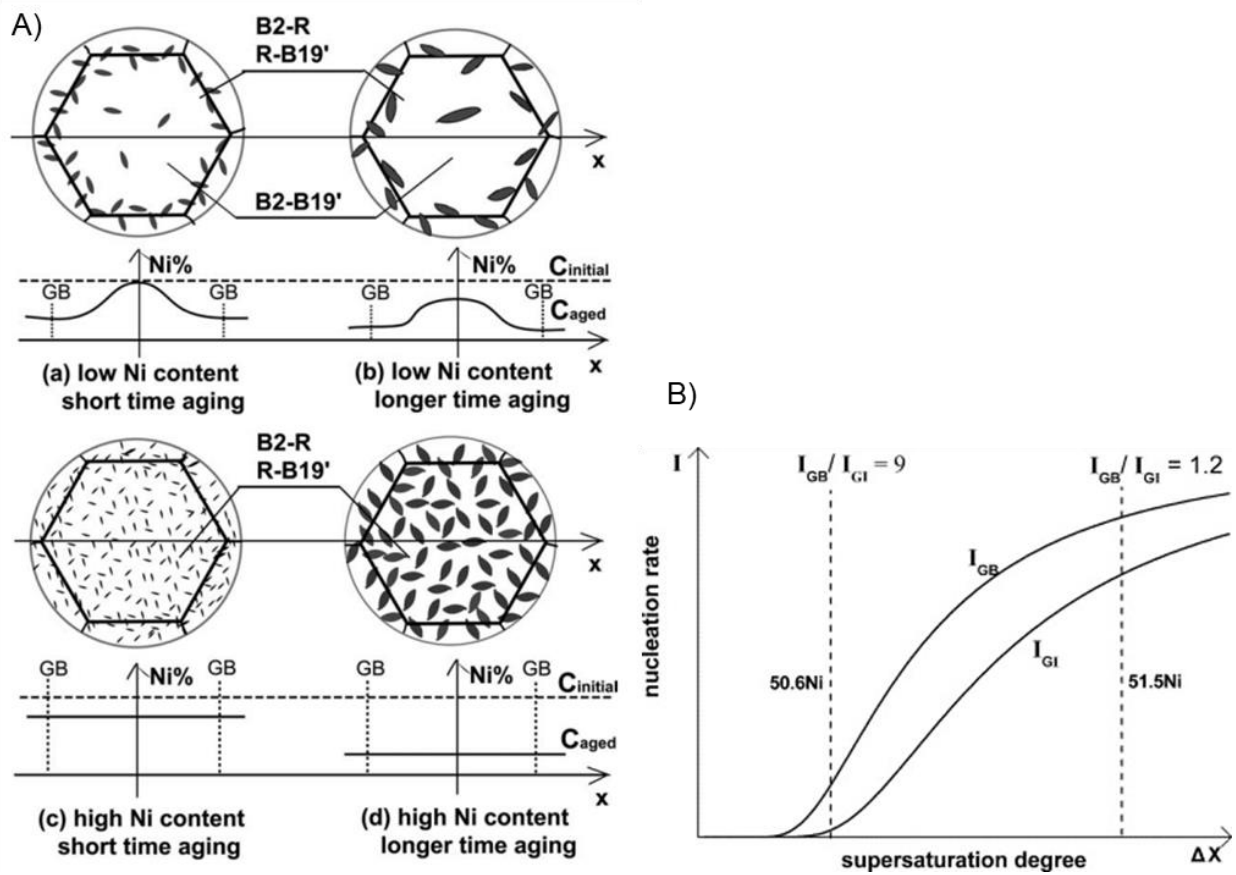 A)
B2-R
R-B19'
x
B2-B19'
Ni%
Ni%
Cinitial
GB
GB
GB
GB
Caged
x
(a) low Ni content
short time aging
(b) low Ni content
longer time aging
B2-R
R-B19'
x
GB
Ni%
GB
GB
Ni%
GB
Cinitial
Caged
x
(c) high Ni content
short time aging
(d) high Ni content
longer time aging
B)
I
nucleation rate
IGB/ IGI = 9
IGB/ IGI = 1.2
IGB
IGI
50.6Ni
51.5Ni
supersaturation degree
ΔX